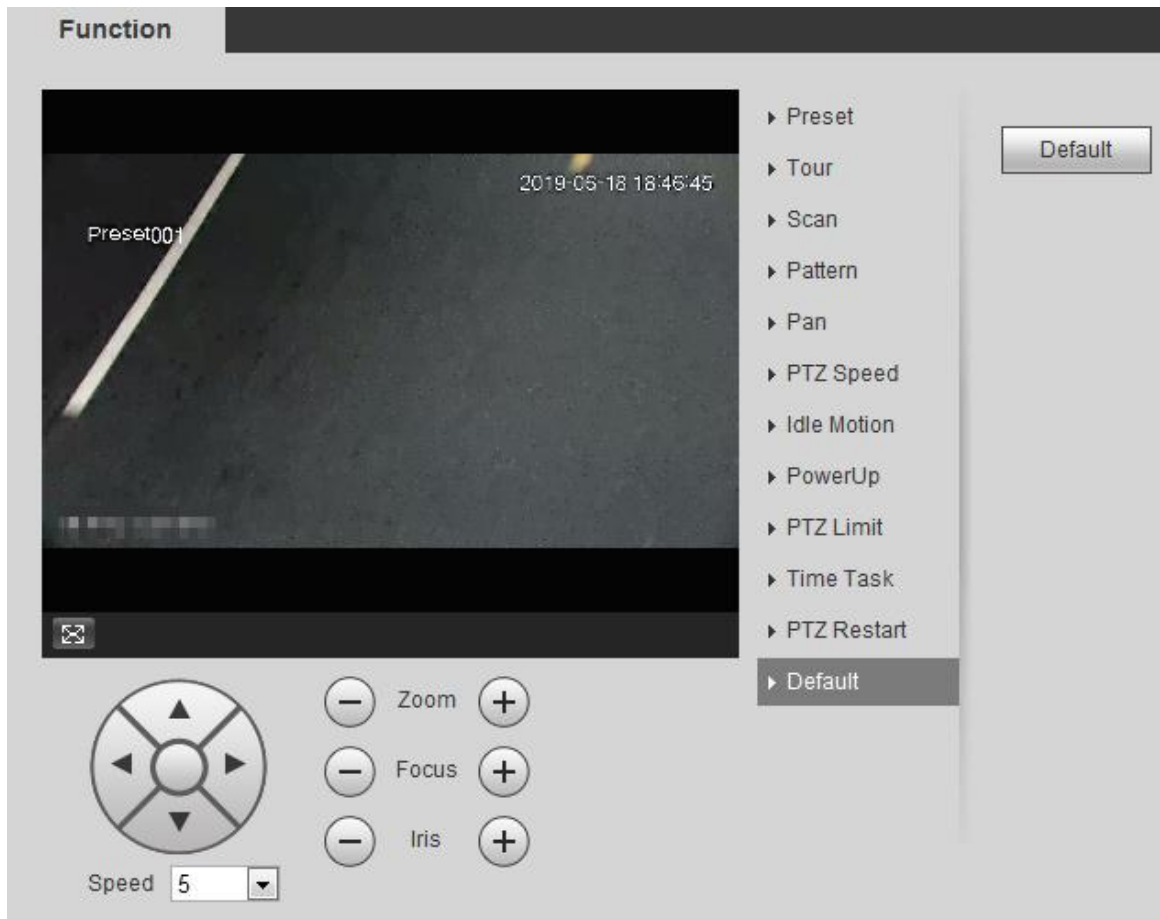 Function
2019-05-18 18:46:45
Preset001
Preset
Tour
Scan
Pattern
Pan
PTZ Speed
Idle Motion
PowerUp
PTZ Limit
Time Task
PTZ Restart
Default
Default
Zoom
Focus
Iris
Speed 5